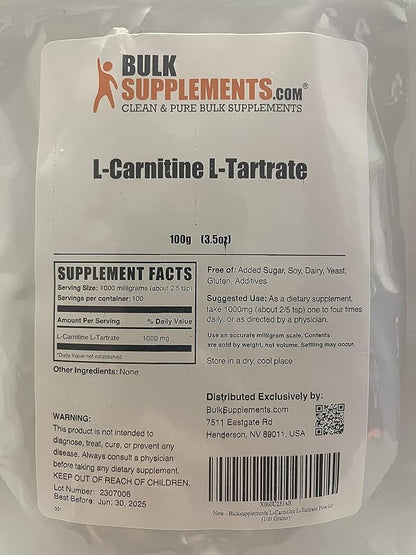 BULK
SUPPLEMENTS.COM®
CLEAN & PURE BULK SUPPLEMENTS
L-Carnitine L-Tartrate
100g (3.5oz)
SUPPLEMENT FACTS
Serving Size: 1000 milligrams (about 2/5 tsp)
Servings per container: 100
Amount Per Serving % Daily Value
L-Carnitine L-Tartrate 1000 mg
*Daily Value not established
Other Ingredients: None
Free of: Added Sugar, Soy, Dairy, Yeast,
Gluten, Additives
Suggested Use: As a dietary supplement,
take 1000mg (about 2/5 tsp) one to four times
daily, or as directed by a physician.
Use an accurate milligram scale. Contents
are sold by weight, not volume. Settling may occur.
Store in a dry, cool place
WARNING:
This product is not intended to
diagnose, treat, cure, or prevent any
disease. Always consult a physician
before taking any dietary supplement.
KEEP OUT OF REACH OF CHILDREN.
Lot Number: 2307006
Best Before: Jun. 30, 2025
001
Distributed Exclusively by:
BulkSupplements.com
7511 Eastgate Rd
Henderson, NV 89011, USA
New - Bulksupplements L-Carnitine L-Tartrate Powder
(100 Grams)